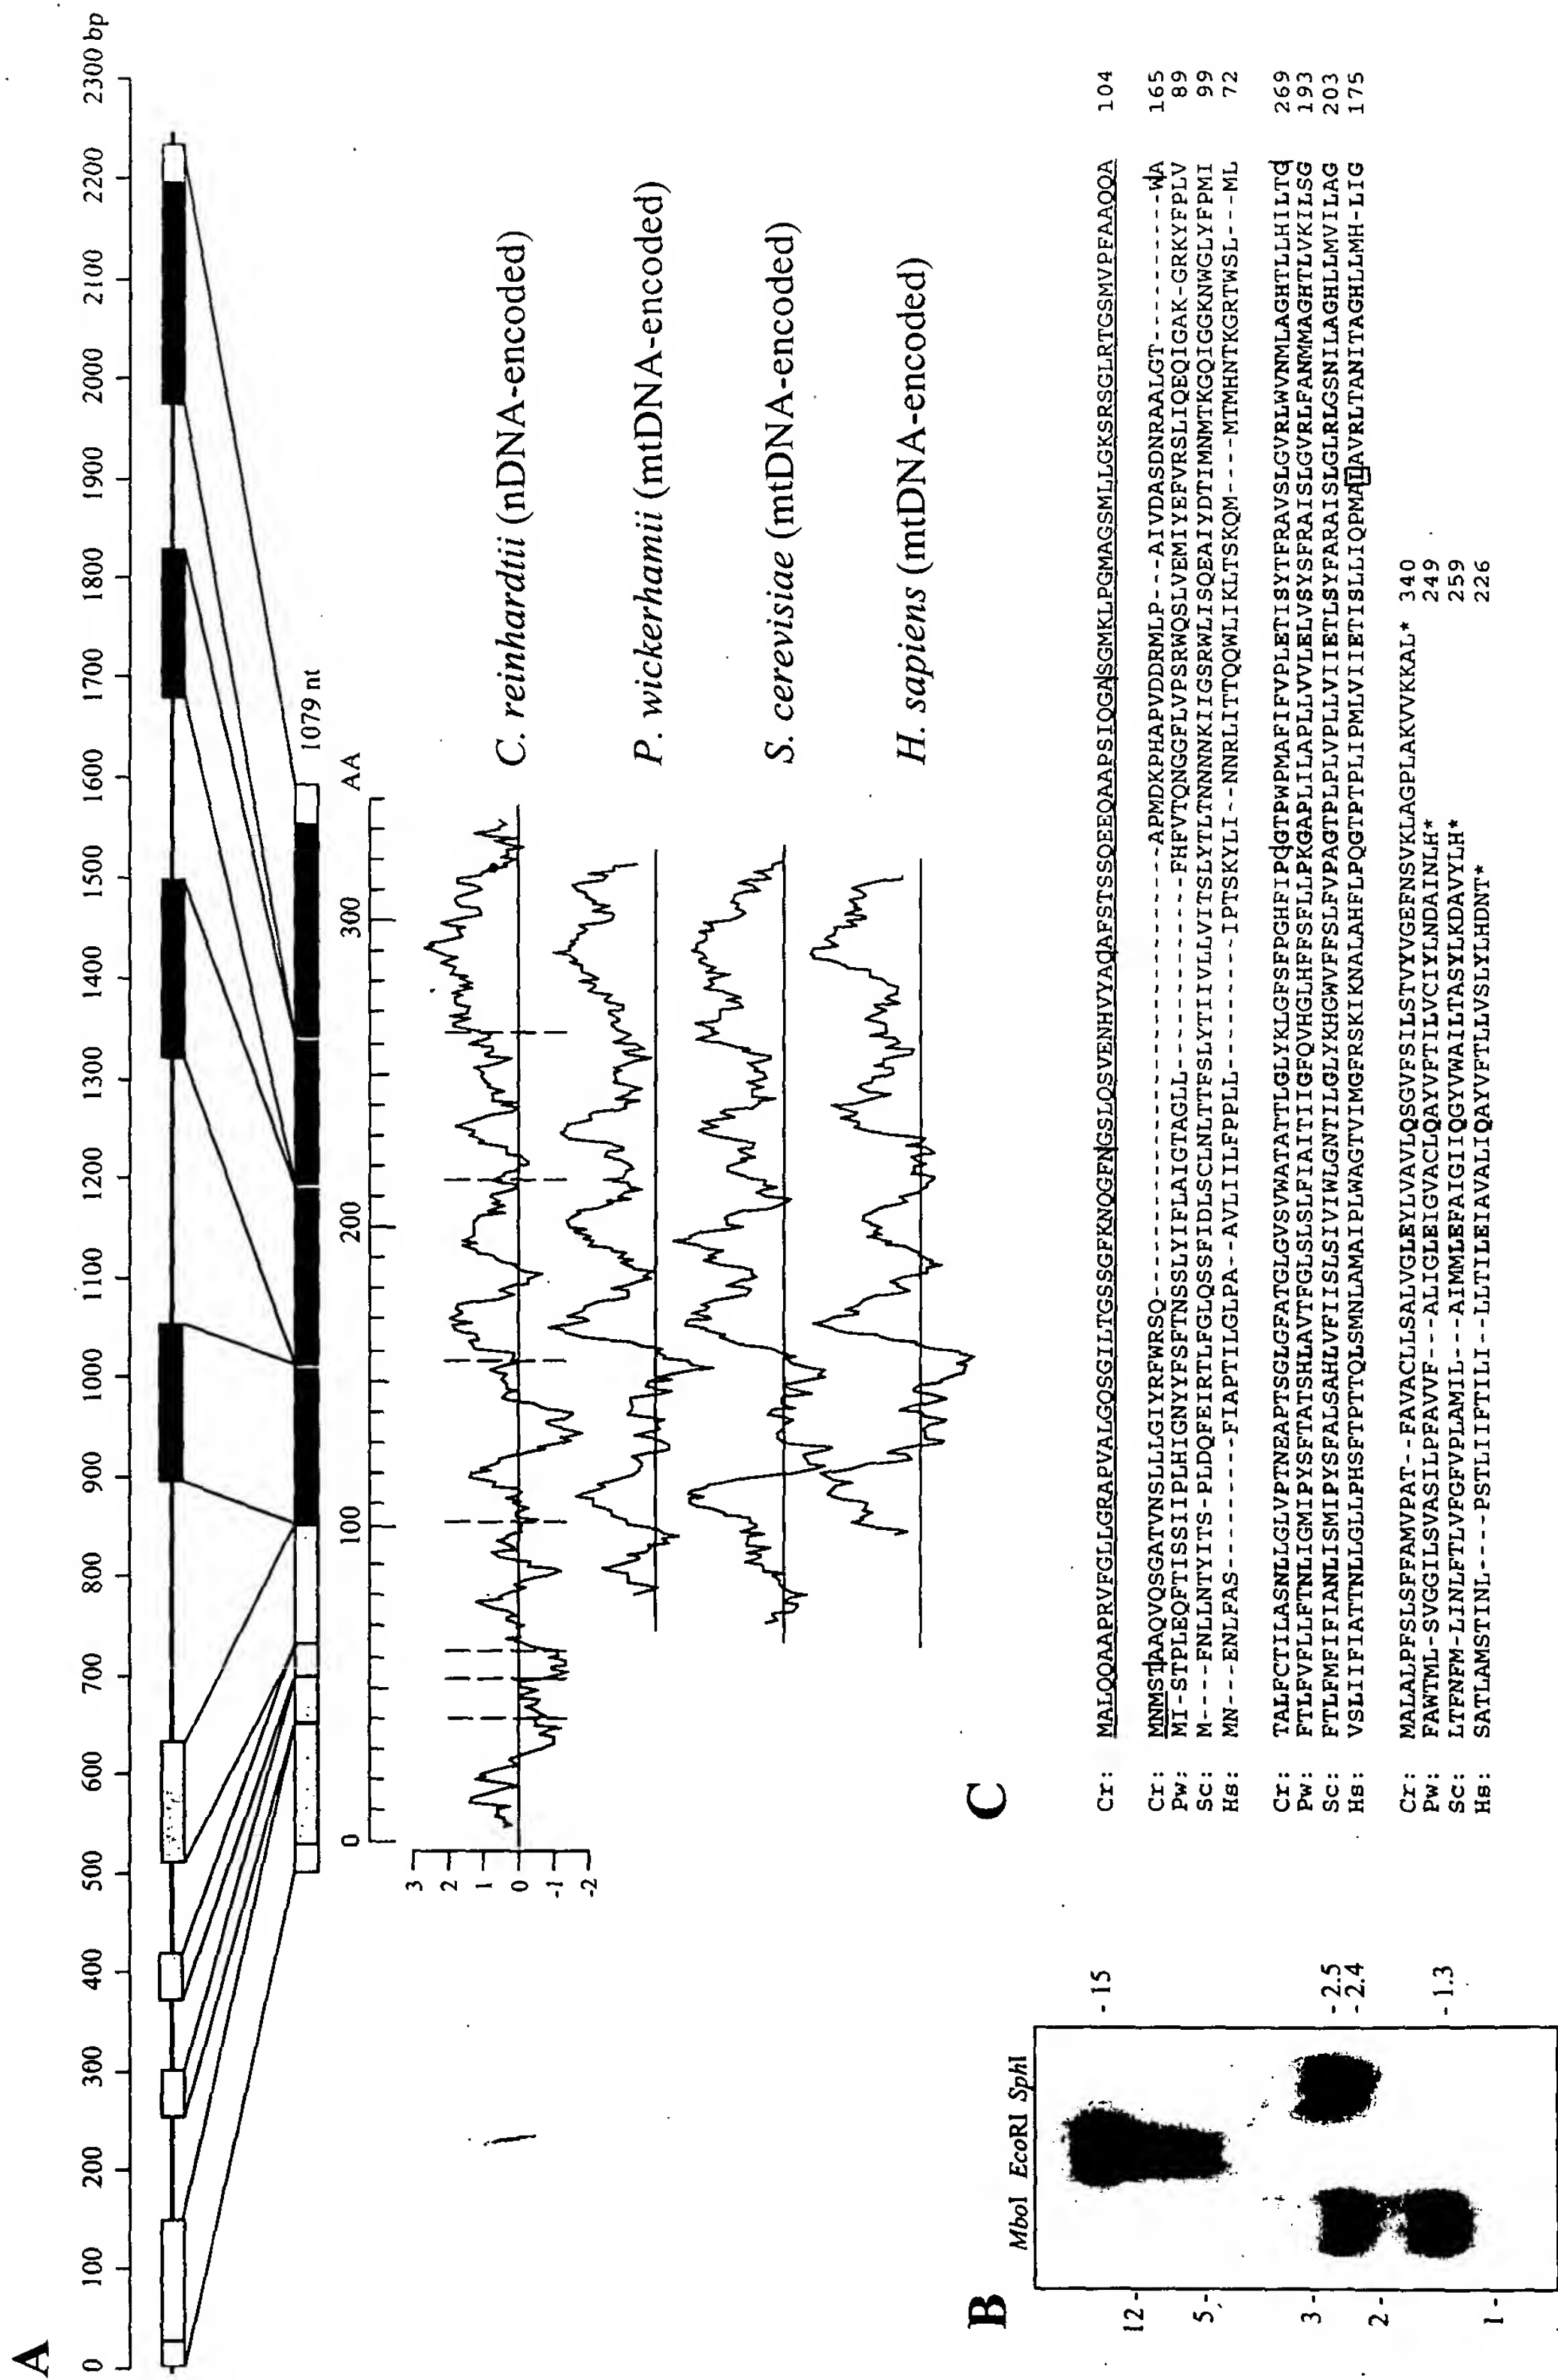 A
0 100 200 300 400 500 600 700 800 900 1000 1100 1200 1300 1400 1500 1600 1700 1800 1900 2000 2100 2200 2300 bp
1079 nt
0 100 200 300 AA
3
2
1
0
-1
-2
C. reinhardtii (nDNA-encoded)
P. wickerhamii (mtDNA-encoded)
S. cerevisiae (mtDNA-encoded)
H. sapiens (mtDNA-encoded)
B
MboI EcoRI SphI
12-
5-
3-
2-
1-
- 15
- 2.5
- 2.4
- 1.3
C
Cr: MALQQAAPRVFGLLGRAPVALGQSGILTGSSGFKNQGFNGSLQSVENHVYAQAFSTSSQEEQAAPSIQGASGMKLPGMAGSMLLGKSRSGLRTGSMVPFAAQQA 104
Cr: MNMSTAAQVQSGATVNSLLGIYRFWRSQ------------------------------APMDKPHAPVDDRMLP---AIVDASDNRAALGT----------WA 165
Pw: MI-STPLEQFTISSIIPLHIGNYYFSFTNSSLYIFLAIGTAGLL-------------FHFVTQNGGFLVPSRWQSLVEMIYEFVRSLIQEQIGAK-GRKYFPLV 89
Sc: M---FNLLNTYITS-PLDQFEIRTLFGLQSSFIDLSCLNLTTFSLYTIIVLLVITSLYTLTNNNNKIIGSRWLISQEAIYDTIMNMTKGQIGGKNWGLYFPMI 99
Hs: MN---ENLFAS--------FIAPTILGLPA--AVLIILFPPLL---------IPTSKYLI--NNRLITTQQWLIKLTSKQM----MTMHNTKGRTWSL---ML 72
Cr: TALFCTILASNLLGLVPTNEAPTSGLGFATGLGVSVWATATTLGLYKLGFSFPGHFIPQGTPWPMAFIFVPLETISYTFRAVSLGVRLWVNMLAGHTLLHILTG 269
Pw: FTLFVFLLFTNLIGMIPYSFTATSHLAVTFGLSLSLFIAITIIGFQVHGLHFFSFLLPKGAPLILAPLLVVLELVSYSFRAISLGVRLFANMMAGHTLVKILSG 193
Sc: FTLFMFIFIANLISMIPYSFALSAHLVFIISLSIVIWLGNTILGLYKHGWVFFSLFVPAGTPLPLVPLLVIIETLSYFARAISLGLRLGSNILAGHLLMVILAG 203
Hs: VSLIIFIATTNLLGLLPHSFTPTTQLSMNLAMAIPLWAGTVIMGFRSKIKNALAHFLPQGTPTPLIPMLVIIETISLLIQPMALAVRLTANITAGHLLMH-LIG 175
Cr: MALALPFSLSFFAMVPAT--FAVACLLSALVGLEYLVAVLQSGVFSILSTVYVGEFNSVKLAGPLAKVVKKAL* 340
Pw: FAWTML-SVGGILSVASILPFAVVF---ALIGLEIGVACLQAYVFTILVCIYLNDAINLH* 249
Sc: LTFNFM-LINLFTLVFGFVPLAMIL---AIMMLEFAIGIIQGYVWAILTASYLKDAVYLH* 259
Hs: SATLAMSTINL----PSTLIIFTILI--LLTILEIAVALIQAYVFTLLVSLYLHDNT* 226